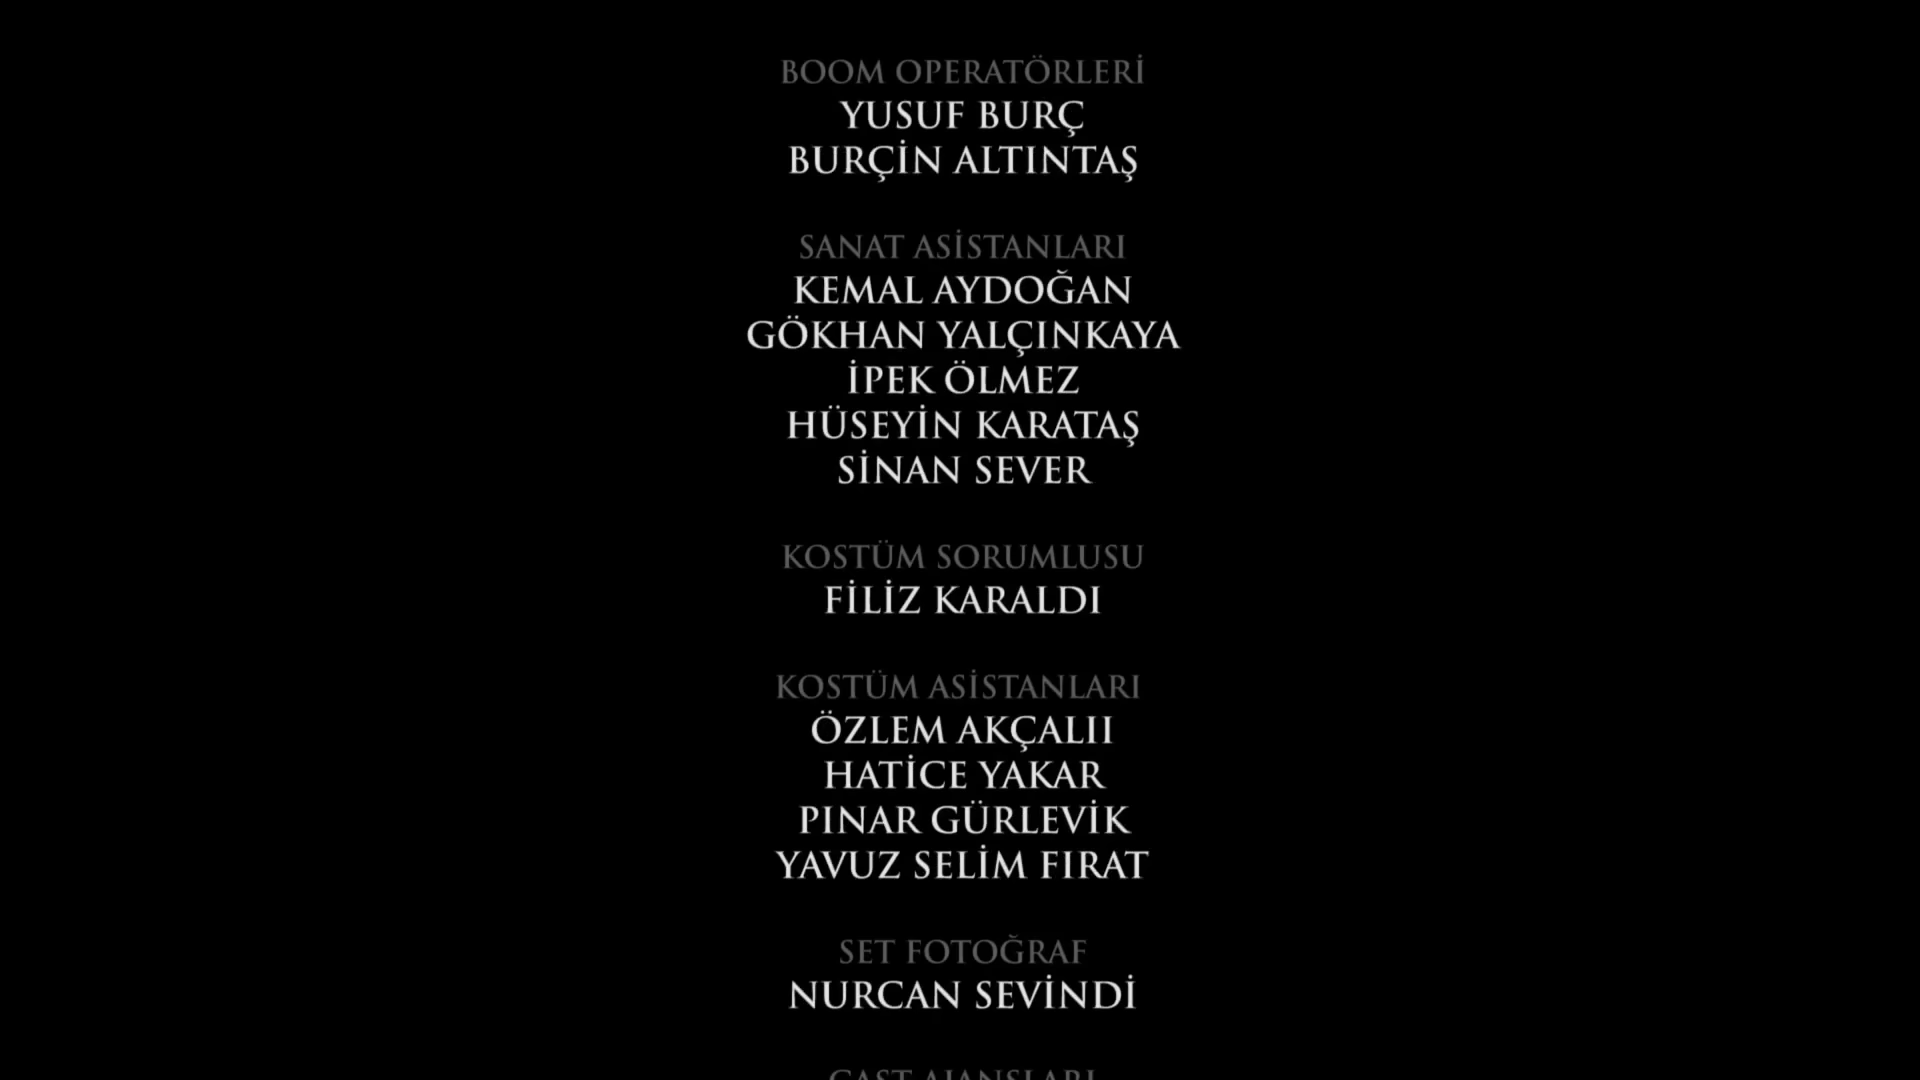 BOOM OPERATÖRLERİ
YUSUF BURÇ
BURÇİN ALTINTAŞ
SANAT ASİSTANLARI
KEMAL AYDOĞAN
GÖKHAN YALÇINKAYA
İPEK ÖLMEZ
HÜSEYİN KARATAŞ
SİNAN SEVER
KOSTÜM SORUMLUSU
FİLİZ KARALDI
KOSTÜM ASİSTANLARI
ÖZLEM AKÇALII
HATİCE YAKAR
PINAR GÜRLEVİK
YAVUZ SELİM FIRAT
SET FOTOĞRAF
NURCAN SEVİNDİ
CAST AJANSLARI